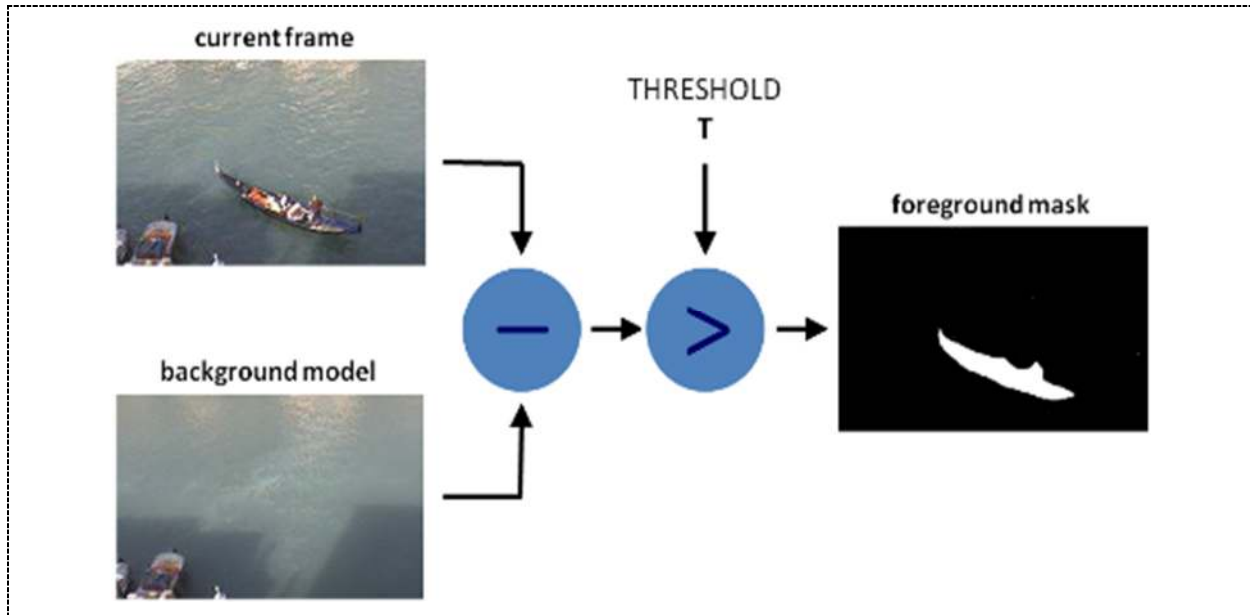 current frame
THRESHOLD
T
foreground mask
−
>
background model